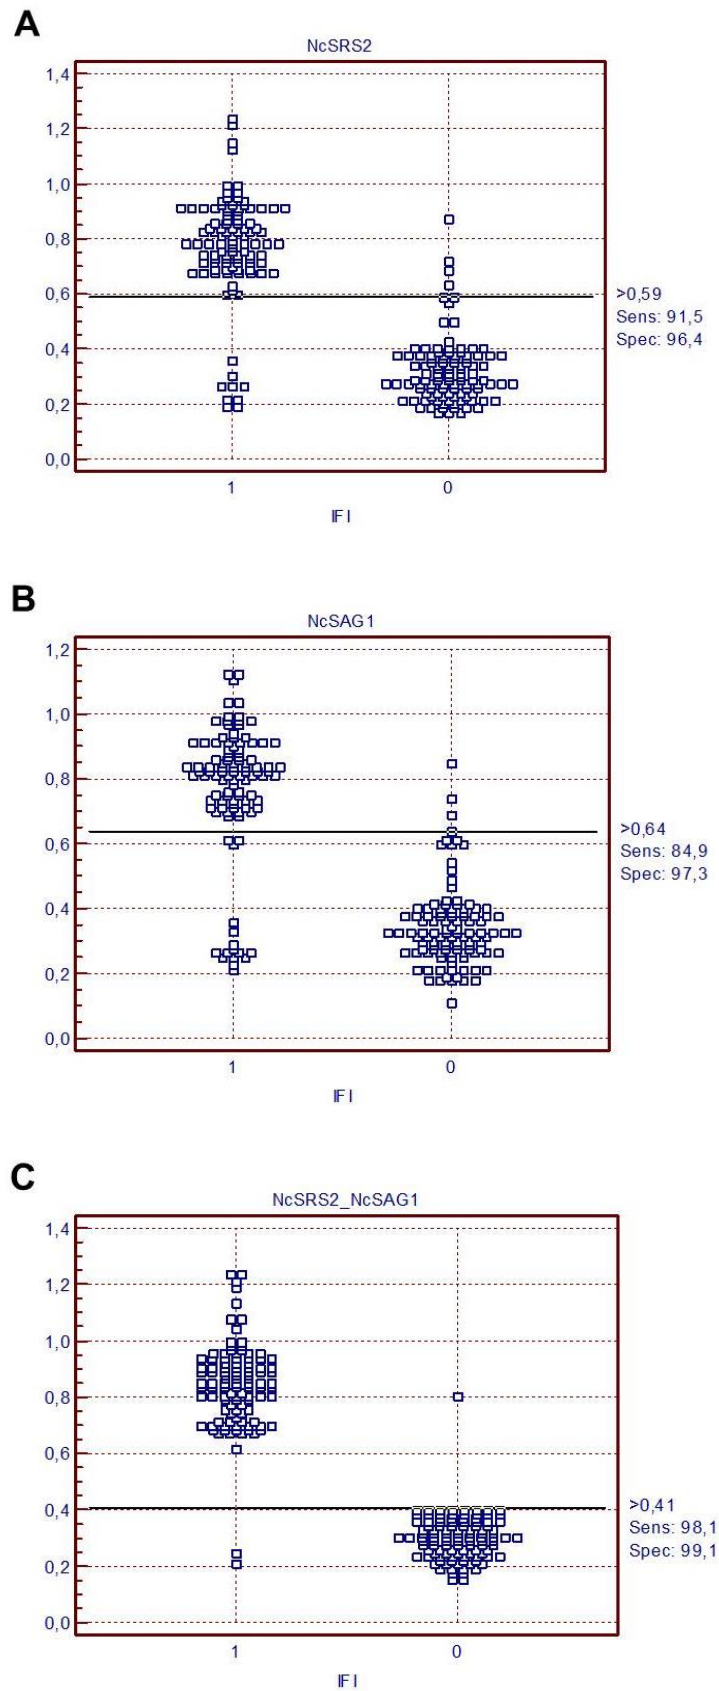 A
NcSRS2
1,4
1,2
1,0
0,8
0,6
0,4
0,2
0,0
>0,59
Sens: 91,5
Spec: 96,4
1 0
IFI
B
NcSAG1
1,2
1,0
0,8
0,6
0,4
0,2
0,0
>0,64
Sens: 84,9
Spec: 97,3
1 0
IFI
C
NcSRS2_NcSAG1
1,4
1,2
1,0
0,8
0,6
0,4
0,2
0,0
>0,41
Sens: 98,1
Spec: 99,1
1 0
IFI